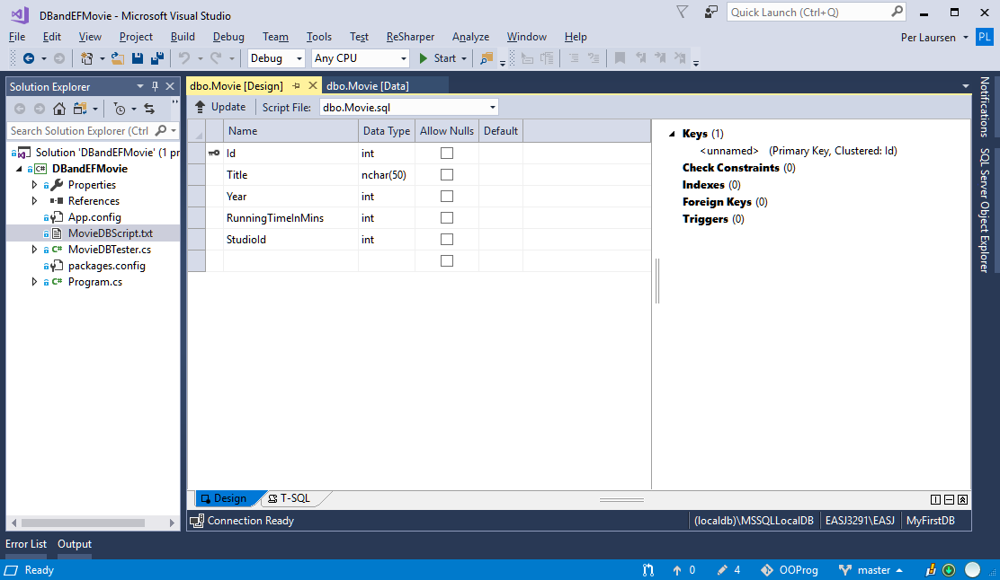 DBandEFMovie - Microsoft Visual Studio
Quick Launch (Ctrl+Q)
File Edit View Project Build Debug Team Tools Test ReSharper Analyze Window Help
Per Laursen PL
Debug Any CPU Start
Solution Explorer
Search Solution Explorer (Ctrl
Solution 'DBandEFMovie' (1 pr
C# DBandEFMovie
Properties
References
App.config
MovieDBScript.txt
C# MovieDBTester.cs
packages.config
C# Program.cs
dbo.Movie [Design] dbo.Movie [Data]
Update Script File: dbo.Movie.sql
Name Data Type Allow Nulls Default
Id int
Title nchar(50)
Year int
RunningTimeInMins int
StudioId int
Keys (1)
<unnamed> (Primary Key, Clustered: Id)
Check Constraints (0)
Indexes (0)
Foreign Keys (0)
Triggers (0)
Notifications
SQL Server Object Explorer
Design T-SQL
Connection Ready (localdb)\MSSQLLocalDB EASJ3291\EASJ MyFirstDB
Error List Output
Ready 0 4 OOProg master